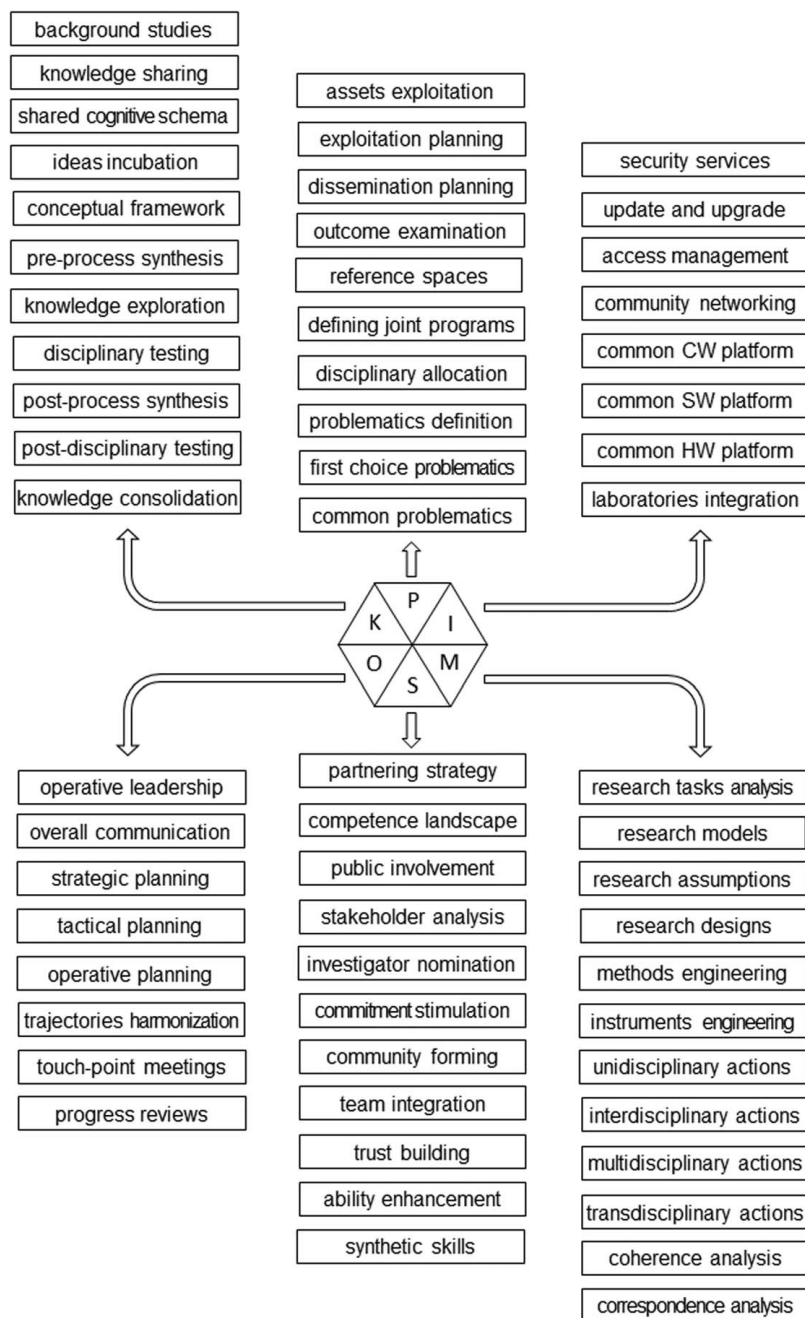 background studies
knowledge sharing
shared cognitive schema
ideas incubation
conceptual framework
pre-process synthesis
knowledge exploration
disciplinary testing
post-process synthesis
post-disciplinary testing
knowledge consolidation
assets exploitation
exploitation planning
dissemination planning
outcome examination
reference spaces
defining joint programs
disciplinary allocation
problematics definition
first choice problematics
common problematics
security services
update and upgrade
access management
community networking
common CW platform
common SW platform
common HW platform
laboratories integration
P
K
I
O
M
S
operative leadership
overall communication
strategic planning
tactical planning
operative planning
trajectories harmonization
touch-point meetings
progress reviews
partnering strategy
competence landscape
public involvement
stakeholder analysis
investigator nomination
commitment stimulation
community forming
team integration
trust building
ability enhancement
synthetic skills
research tasks analysis
research models
research assumptions
research designs
methods engineering
instruments engineering
unidisciplinary actions
interdisciplinary actions
multidisciplinary actions
transdisciplinary actions
coherence analysis
correspondence analysis